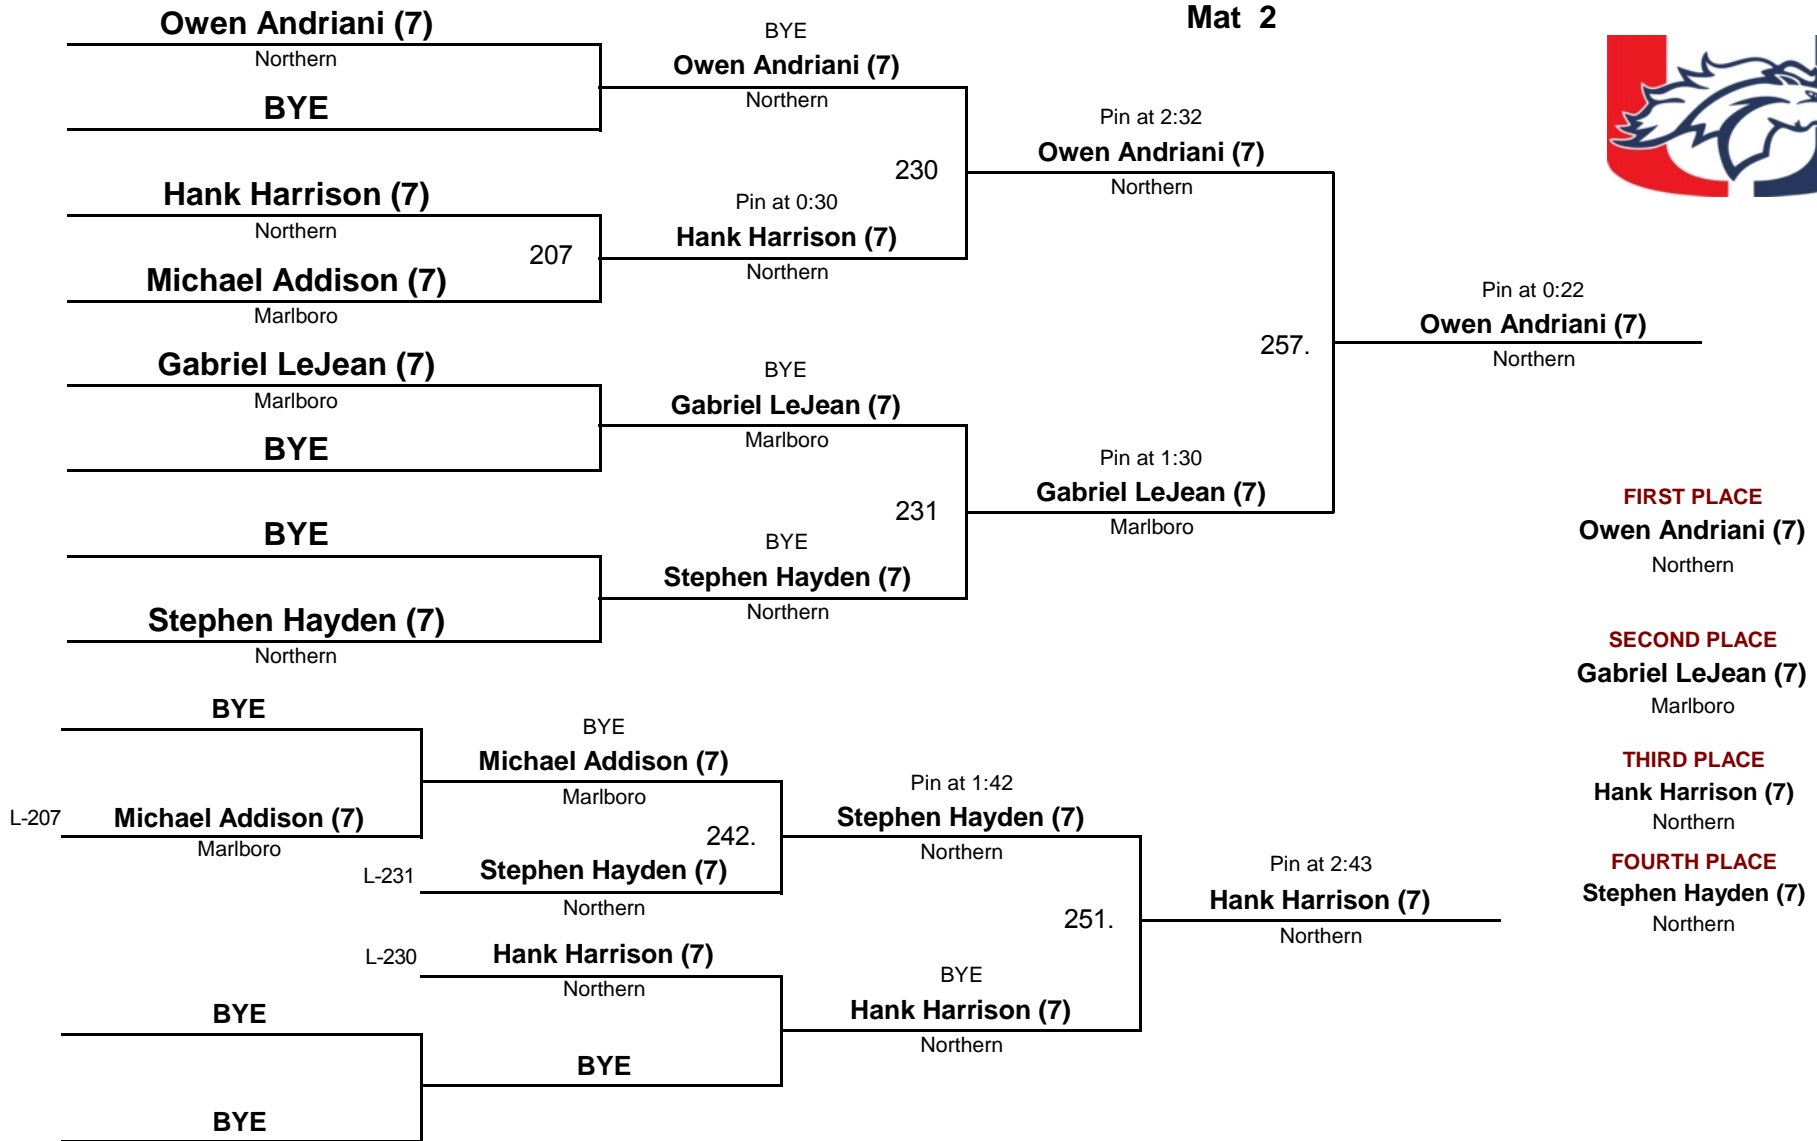 Mat 2
Owen Andriani (7)
Northern
BYE
Hank Harrison (7)
Northern
207
Michael Addison (7)
Marlboro
Gabriel LeJean (7)
Marlboro
BYE
BYE
Stephen Hayden (7)
Northern
BYE
Owen Andriani (7)
Northern
230
Pin at 0:30
Hank Harrison (7)
Northern
BYE
Gabriel LeJean (7)
Marlboro
231
BYE
Stephen Hayden (7)
Northern
Pin at 2:32
Owen Andriani (7)
Northern
257.
Pin at 1:30
Gabriel LeJean (7)
Marlboro
Pin at 0:22
Owen Andriani (7)
Northern
FIRST PLACE
Owen Andriani (7)
Northern
SECOND PLACE
Gabriel LeJean (7)
Marlboro
THIRD PLACE
Hank Harrison (7)
Northern
FOURTH PLACE
Stephen Hayden (7)
Northern
BYE
L-207
Michael Addison (7)
Marlboro
BYE
BYE
BYE
Michael Addison (7)
Marlboro
242.
L-231
Stephen Hayden (7)
Northern
L-230
Hank Harrison (7)
Northern
BYE
Pin at 1:42
Stephen Hayden (7)
Northern
251.
BYE
Hank Harrison (7)
Northern
Pin at 2:43
Hank Harrison (7)
Northern